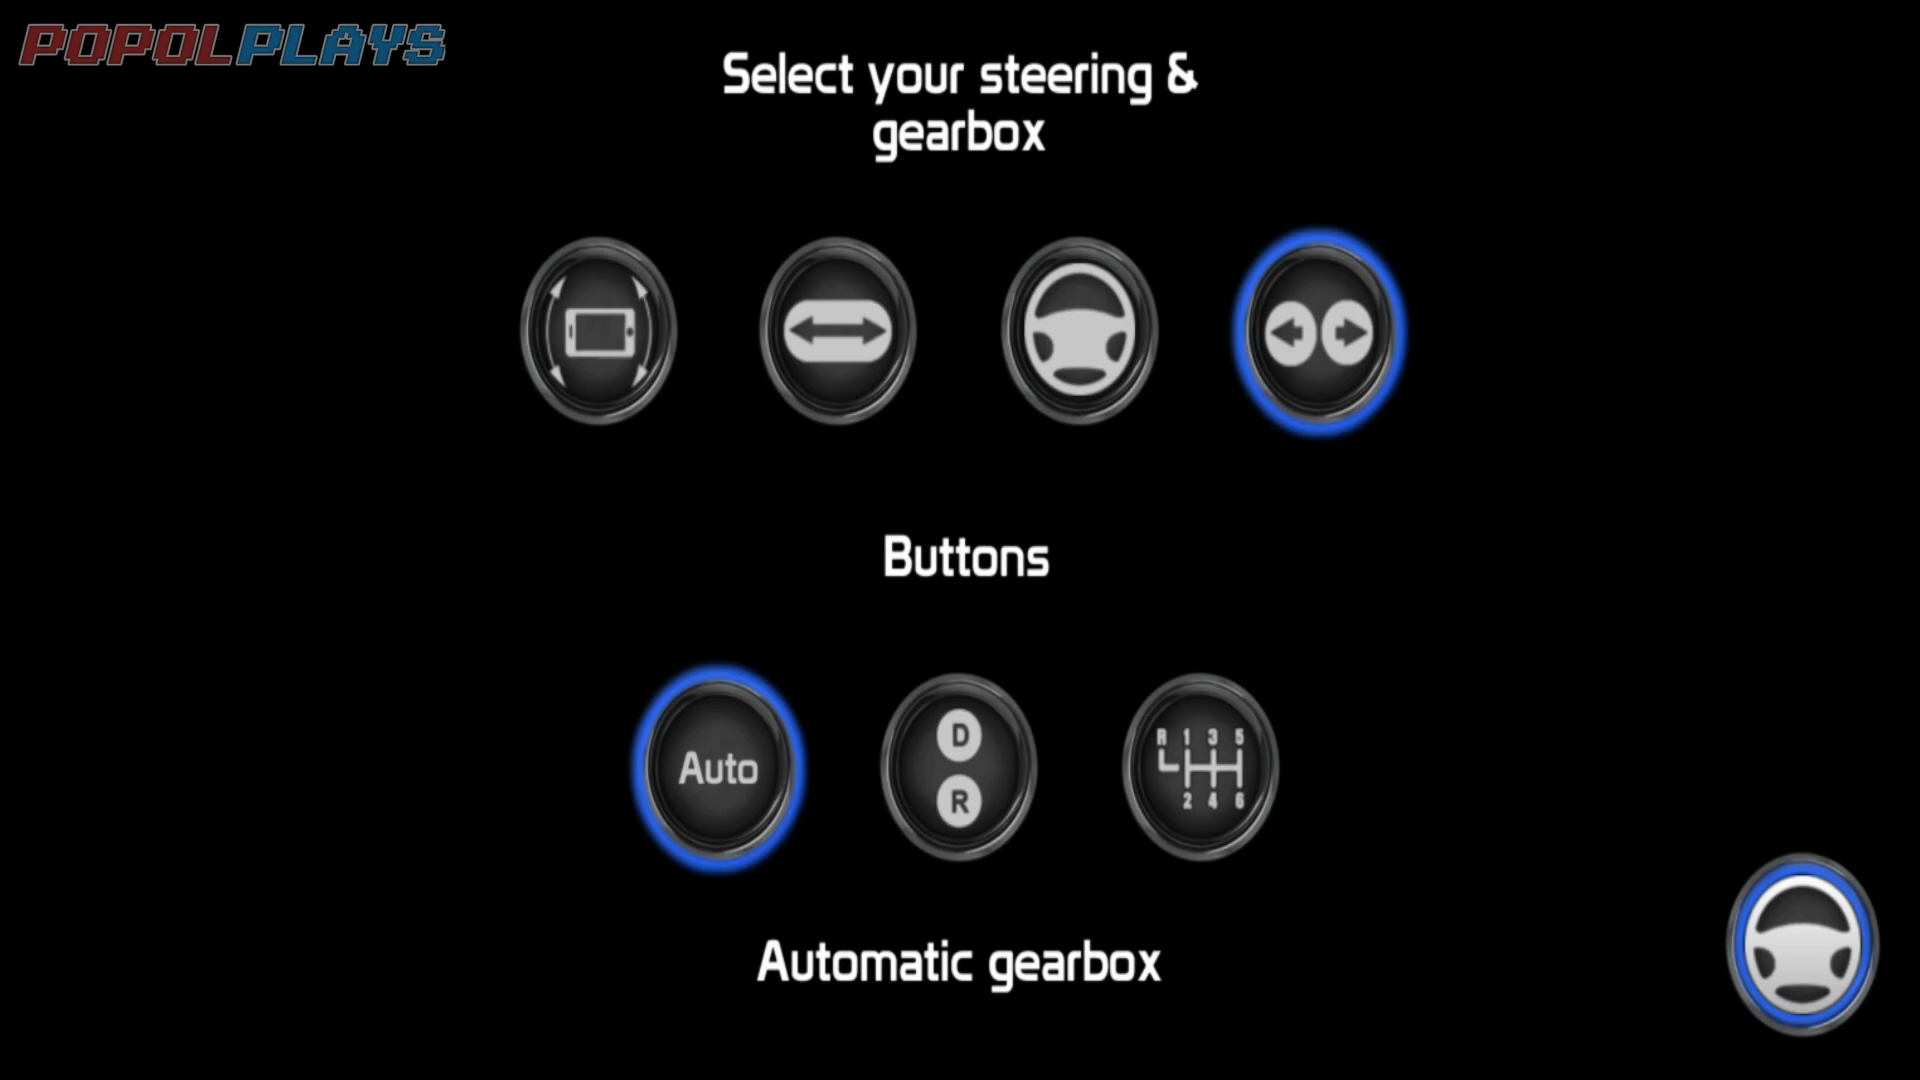 POPOLPLAYS
Select your steering &
gearbox
Buttons
Auto
D
R
R 1 3 5
2 4 6
Automatic gearbox